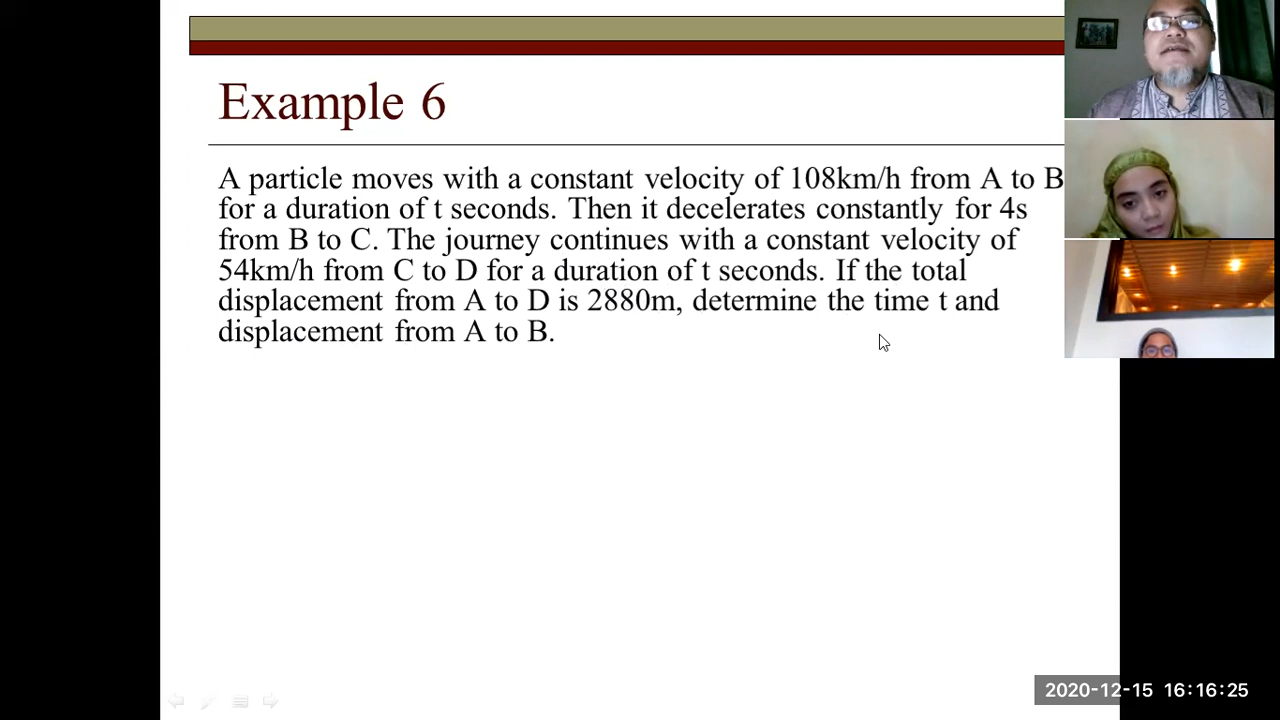 Example 6
A particle moves with a constant velocity of 108km/h from A to B
for a duration of t seconds. Then it decelerates constantly for 4s
from B to C. The journey continues with a constant velocity of
54km/h from C to D for a duration of t seconds. If the total
displacement from A to D is 2880m, determine the time t and
displacement from A to B.
2020-12-15 16:16:25